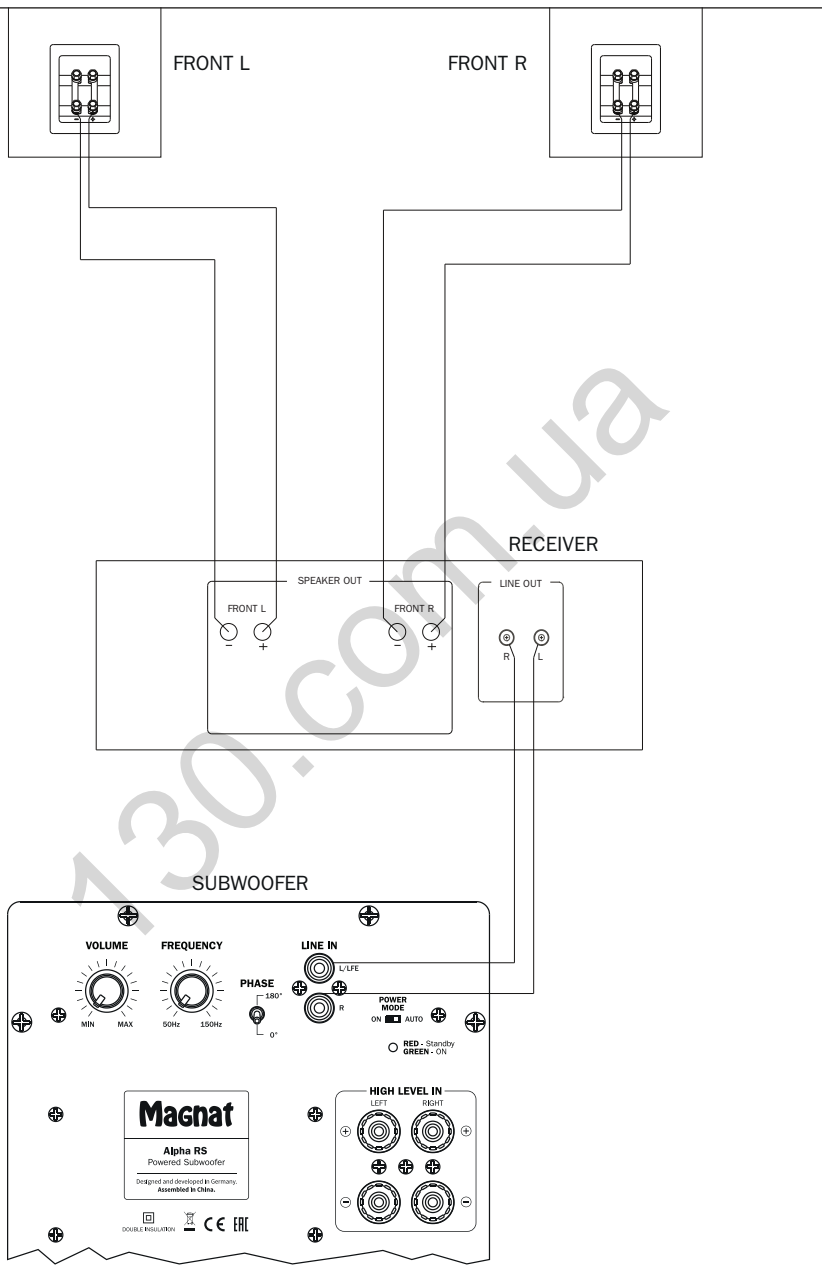 FRONT L
FRONT R
- +
- +
RECEIVER
SPEAKER OUT
LINE OUT
FRONT L
FRONT R
- +
- +
R
L
130.com.ua
SUBWOOFER
VOLUME
FREQUENCY
LINE IN
L/LFE
PHASE
180°
0°
R
POWER
MODE
ON
AUTO
MIN
MAX
50Hz
150Hz
RED - Standby
GREEN - ON
HIGH LEVEL IN
LEFT
RIGHT
+
+
-
-
Magnat
Alpha RS
Powered Subwoofer
Designed and developed in Germany.
Assembled in China.
DOUBLE INSULATION
CE EAC